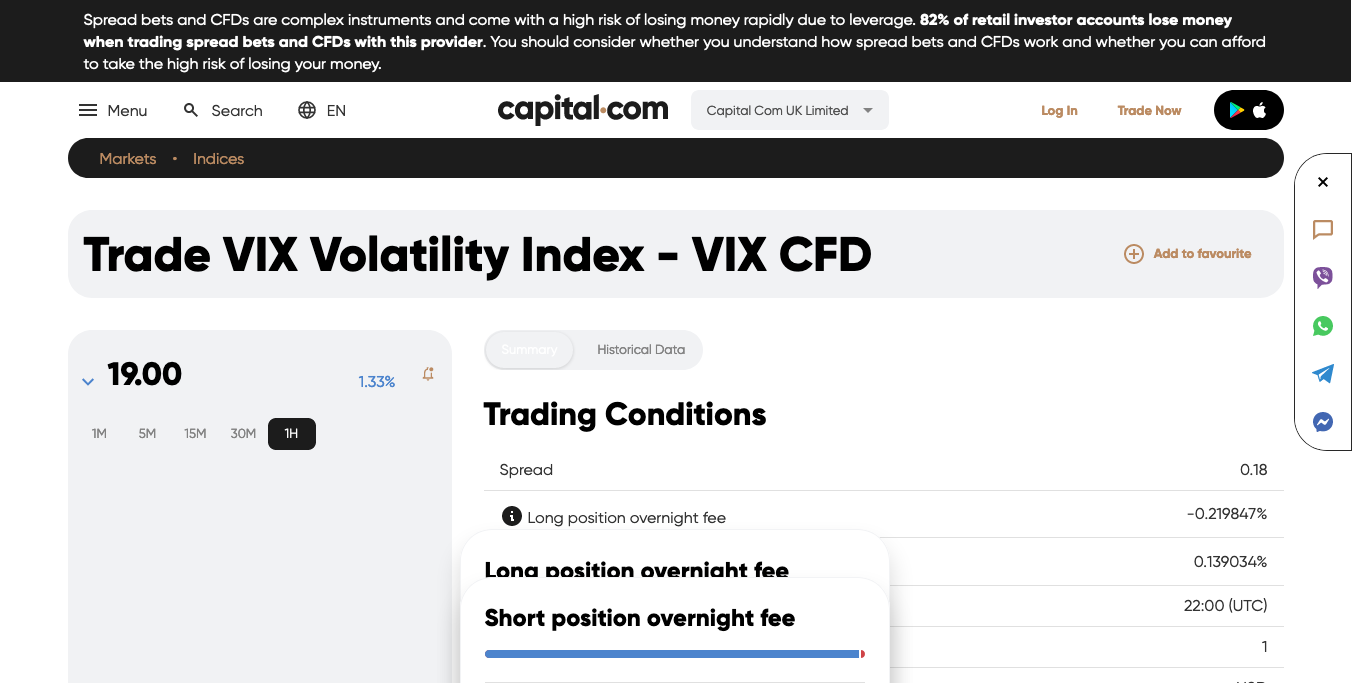 Spread bets and CFDs are complex instruments and come with a high risk of losing money rapidly due to leverage. 82% of retail investor accounts lose money
when trading spread bets and CFDs with this provider. You should consider whether you understand how spread bets and CFDs work and whether you can afford
to take the high risk of losing your money.
Menu Search EN capital.com Capital Com UK Limited Log In Trade Now
Markets • Indices
Trade VIX Volatility Index - VIX CFD Add to favourite
19.00 1.33%
1M 5M 15M 30M 1H
Summary Historical Data
Trading Conditions
Spread 0.18
Long position overnight fee -0.219847%
Long position overnight fee
0.139034%
Short position overnight fee
22:00 (UTC)
1